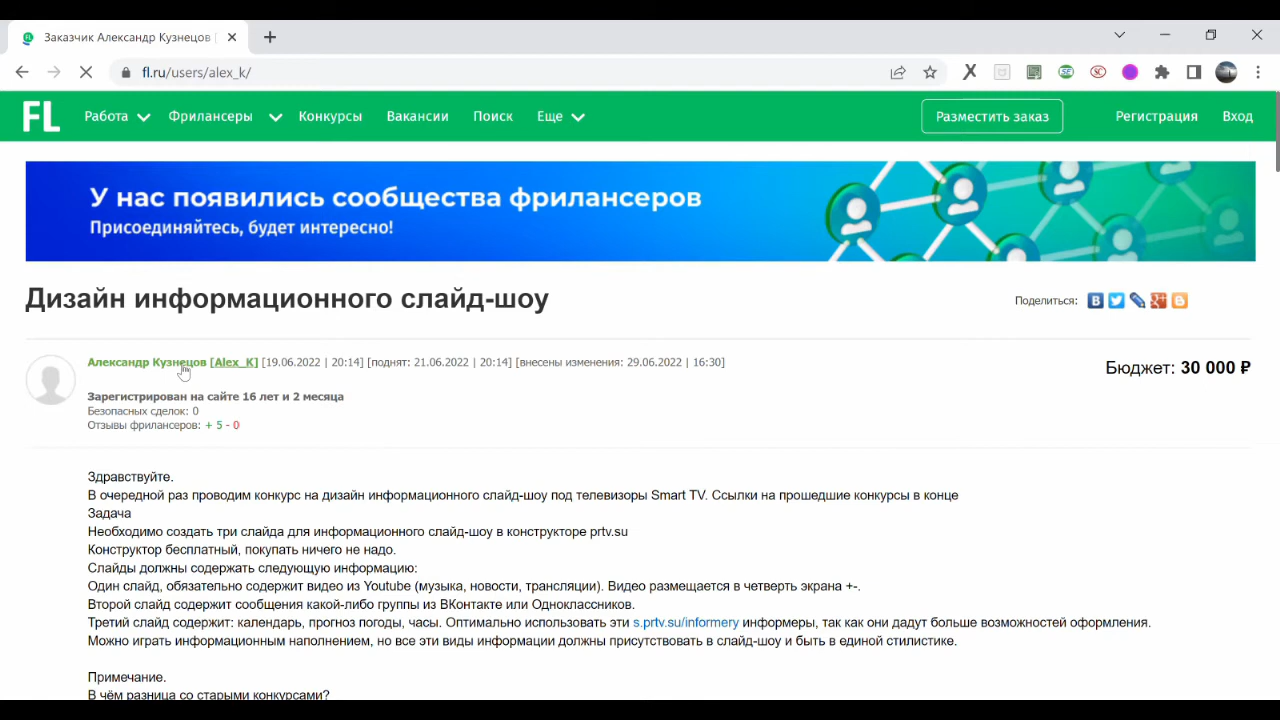 Заказчик Александр Кузнецов [
fl.ru/users/alex_k/
FL Работа Фрилансеры Конкурсы Вакансии Поиск Еще Разместить заказ Регистрация Вход
У нас появились сообщества фрилансеров
Присоединяйтесь, будет интересно!
Дизайн информационного слайд-шоу
Поделиться:
Александр Кузнецов [Alex_K] [19.06.2022 | 20:14] [поднят: 21.06.2022 | 20:14] [внесены изменения: 29.06.2022 | 16:30]
Бюджет: 30 000 ₽
Зарегистрирован на сайте 16 лет и 2 месяца
Безопасных сделок: 0
Отзывы фрилансеров: + 5 - 0
Здравствуйте.
В очередной раз проводим конкурс на дизайн информационного слайд-шоу под телевизоры Smart TV. Ссылки на прошедшие конкурсы в конце
Задача
Необходимо создать три слайда для информационного слайд-шоу в конструкторе prtv.su
Конструктор бесплатный, покупать ничего не надо.
Слайды должны содержать следующую информацию:
Один слайд, обязательно содержит видео из Youtube (музыка, новости, трансляции). Видео размещается в четверть экрана +-.
Второй слайд содержит сообщения какой-либо группы из ВКонтакте или Одноклассников.
Третий слайд содержит: календарь, прогноз погоды, часы. Оптимально использовать эти s.prtv.su/informery информеры, так как они дадут больше возможностей оформления.
Можно играть информационным наполнением, но все эти виды информации должны присутствовать в слайд-шоу и быть в единой стилистике.
Примечание.
В чём разница со старыми конкурсами?